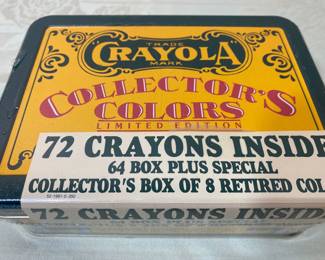 TRADE
"CRAYOLA"
MARK
COLLECTOR'S
COLORS
LIMITED EDITION
72 CRAYONS INSIDE
64 BOX PLUS SPECIAL
COLLECTOR'S BOX OF 8 RETIRED COL
72 CRAYONS INSIDE